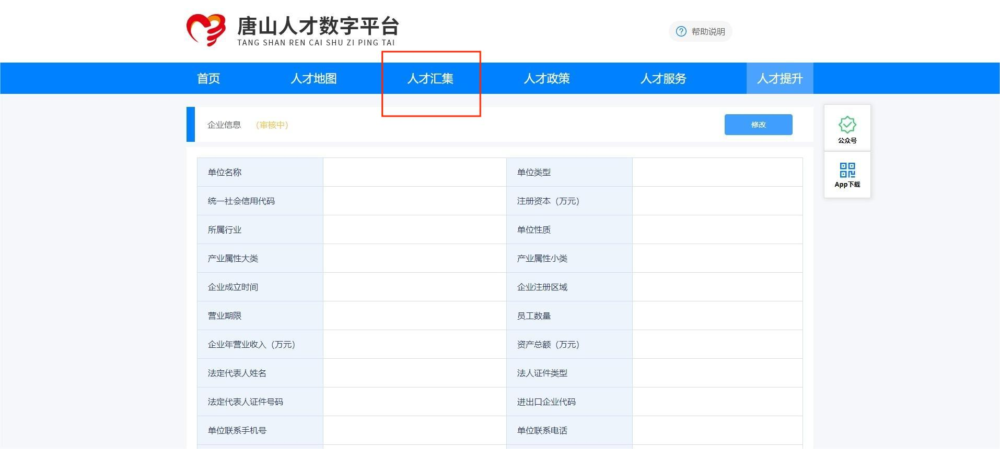 唐山人才数字平台
TANG SHAN REN CAI SHU ZI PING TAI
帮助说明
首页 人才地图 人才汇集 人才政策 人才服务 人才提升
企业信息 （审核中） 修改
公众号
App下载
单位名称 单位类型
统一社会信用代码 注册资本（万元）
所属行业 单位性质
产业属性大类 产业属性小类
企业成立时间 企业注册区域
营业期限 员工数量
企业年营业收入（万元） 资产总额（万元）
法定代表人姓名 法人证件类型
法定代表人证件号码 进出口企业代码
单位联系手机号 单位联系电话